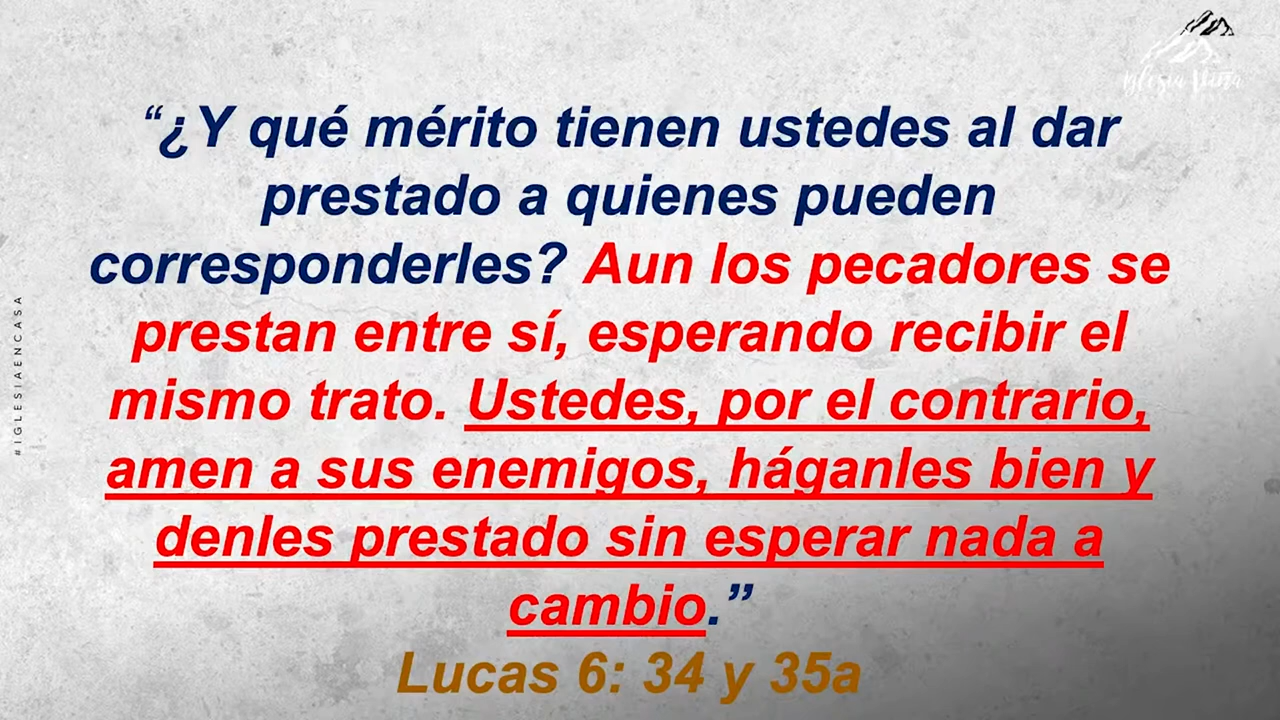 “¿Y qué mérito tienen ustedes al dar
prestado a quienes pueden
corresponderles? Aun los pecadores se
prestan entre sí, esperando recibir el
mismo trato. Ustedes, por el contrario,
amen a sus enemigos, háganles bien y
denles prestado sin esperar nada a
cambio.”
Lucas 6: 34 y 35a
#IGLESIAENCASA
Iglesia